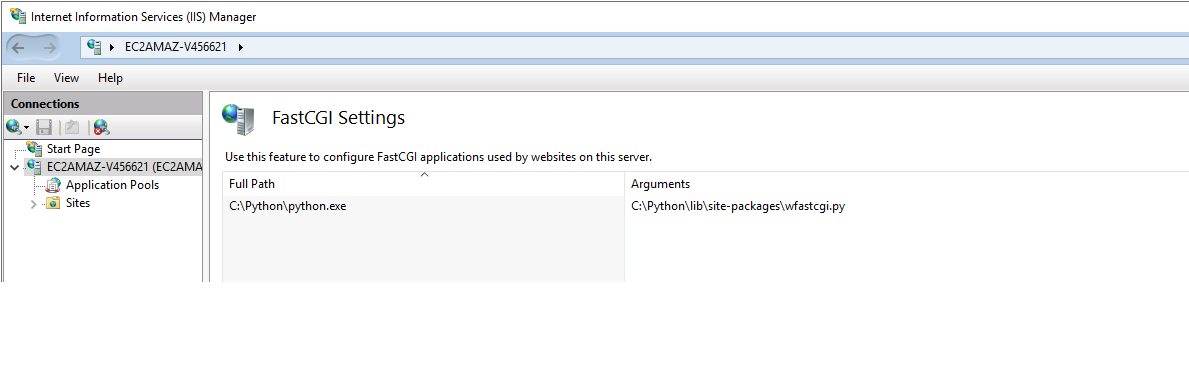 Internet Information Services (IIS) Manager
EC2AMAZ-V456621
File View Help
Connections
Start Page
EC2AMAZ-V456621 (EC2AMA
Application Pools
Sites
FastCGI Settings
Use this feature to configure FastCGI applications used by websites on this server.
Full Path Arguments
C:\Python\python.exe C:\Python\lib\site-packages\wfastcgi.py